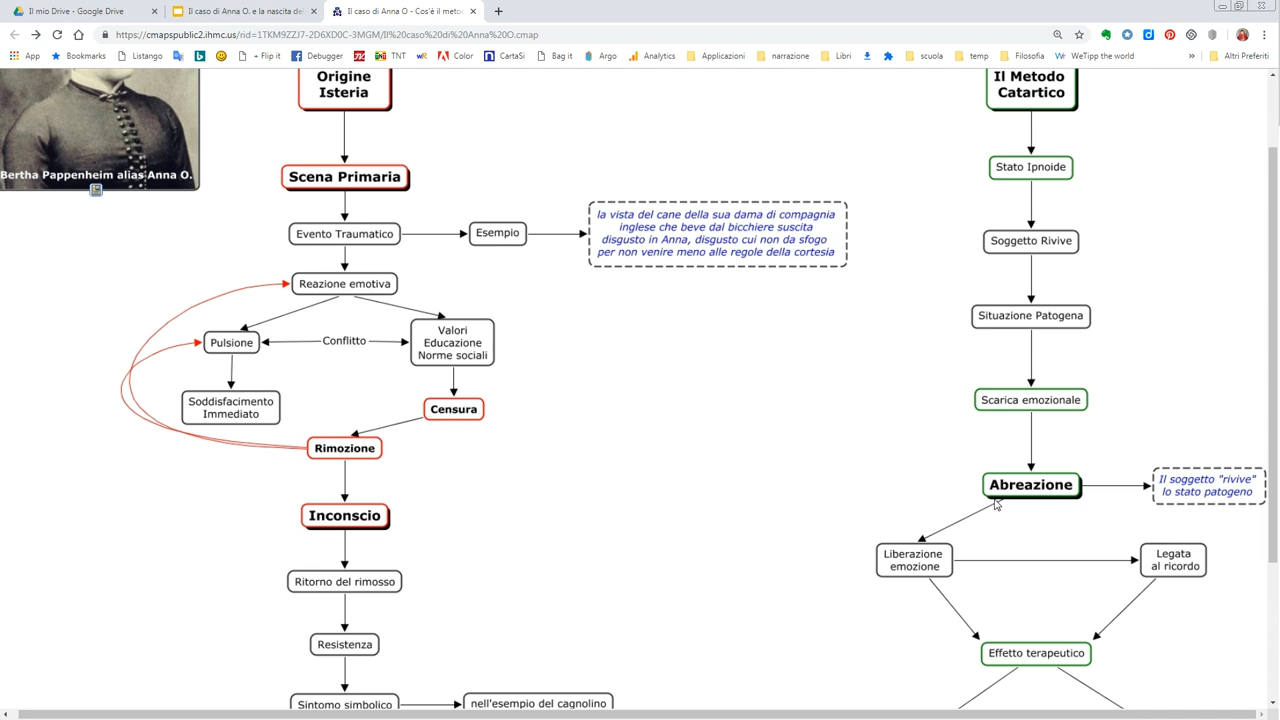 Il mio Drive - Google Drive
Il caso di Anna O. e la nascita del
Il caso di Anna O - Cos'è il meto
https://cmapspublic2.ihmc.us/rid=1TKM9ZZJ7-2D6XD0C-3MGM/Il%20caso%20di%20Anna%20O.cmap
App
Bookmarks
Listango
+ Flip it
Debugger
TNT
Color
CartaSi
Bag it
Argo
Analytics
Applicazioni
narrazione
Libri
scuola
temp
Filosofia
WeTipp the world
»
Altri Preferiti
Bertha Pappenheim alias Anna O.
Origine
Isteria
Scena Primaria
Evento Traumatico
Esempio
la vista del cane della sua dama di compagnia
inglese che beve dal bicchiere suscita
disgusto in Anna, disgusto cui non da sfogo
per non venire meno alle regole della cortesia
Reazione emotiva
Pulsione
Conflitto
Valori
Educazione
Norme sociali
Soddisfacimento
Immediato
Censura
Rimozione
Inconscio
Ritorno del rimosso
Resistenza
Sintomo simbolico
nell'esempio del cagnolino
Il Metodo
Catartico
Stato Ipnoide
Soggetto Rivive
Situazione Patogena
Scarica emozionale
Abreazione
Il soggetto "rivive"
lo stato patogeno
Liberazione
emozione
Legata
al ricordo
Effetto terapeutico